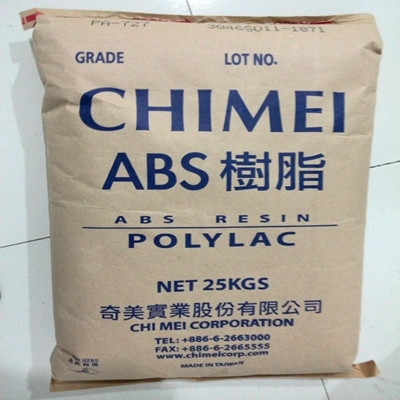 PA-727
GRADE LOT NO.
CHIMEI
ABS 樹脂
ABS RESIN
POLYLAC
NET 25KGS
奇美實業股份有限公司
CHI MEI CORPORATION
TEL: +886-6-2663000
FAX: +886-6-2665555
www.chimeicorp.com
MADE IN TAIWAN